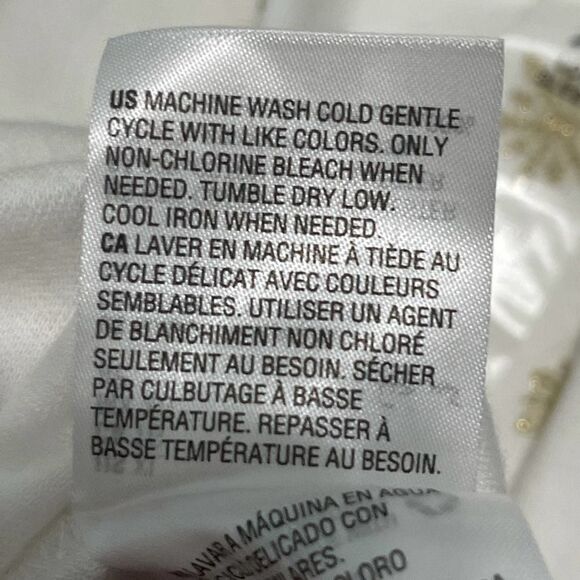 US MACHINE WASH COLD GENTLE
CYCLE WITH LIKE COLORS. ONLY
NON-CHLORINE BLEACH WHEN
NEEDED. TUMBLE DRY LOW.
COOL IRON WHEN NEEDED.
CA LAVER EN MACHINE À TIÈDE AU
CYCLE DÉLICAT AVEC COULEURS
SEMBLABLES. UTILISER UN AGENT
DE BLANCHIMENT NON CHLORÉ
SEULEMENT AU BESOIN. SÉCHER
PAR CULBUTAGE À BASSE
TEMPÉRATURE. REPASSER À
BASSE TEMPÉRATURE AU BESOIN.
LAVAR A MÁQUINA EN AGUA
DELICADO CON